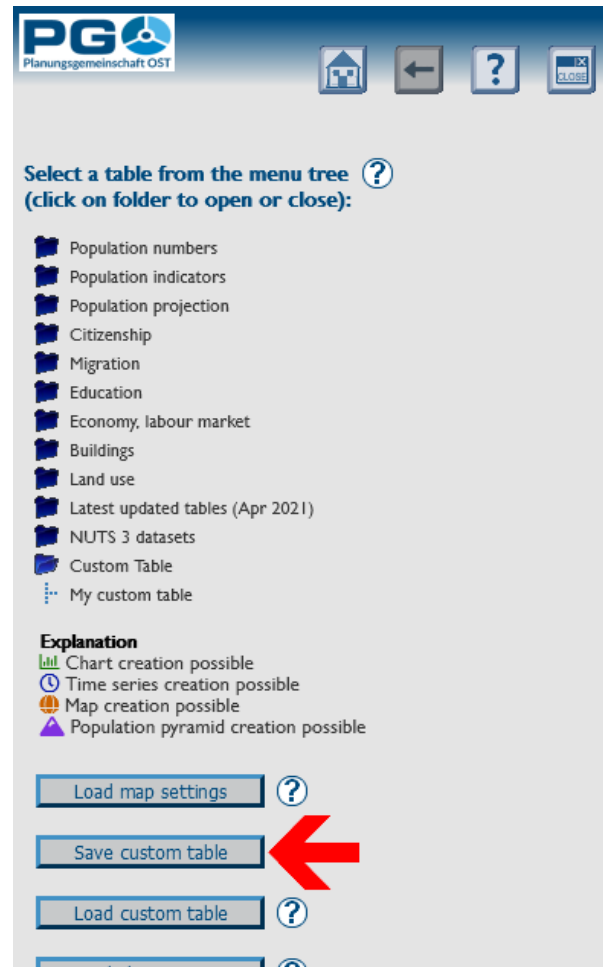 PGO
Planungsgemeinschaft OST
?
X
CLOSE
Select a table from the menu tree ?
(click on folder to open or close):
Population numbers
Population indicators
Population projection
Citizenship
Migration
Education
Economy, labour market
Buildings
Land use
Latest updated tables (Apr 2021)
NUTS 3 datasets
Custom Table
My custom table
Explanation
Chart creation possible
Time series creation possible
Map creation possible
Population pyramid creation possible
Load map settings ?
Save custom table
Load custom table ?